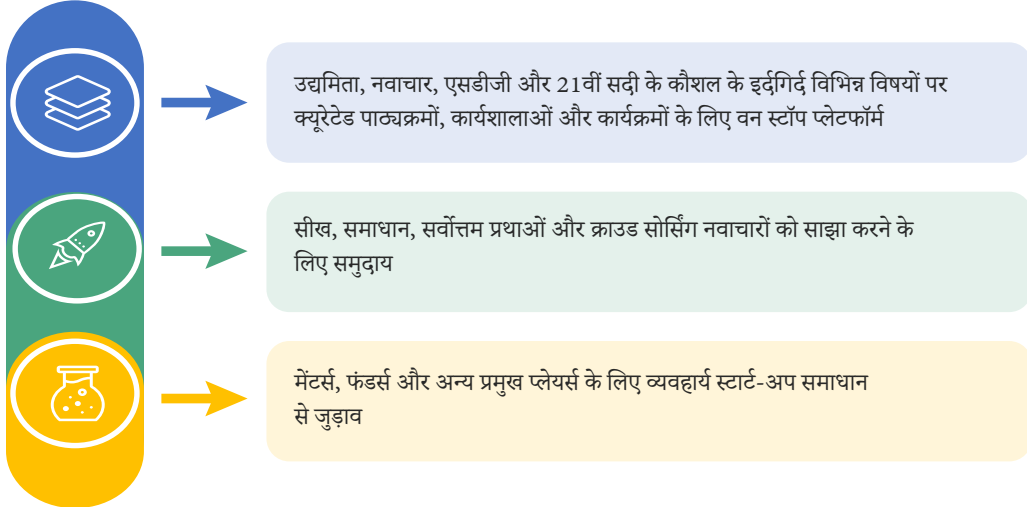 उद्यमिता, नवाचार, एसडीजी और 21वीं सदी के कौशल के इर्दगिर्द विभिन्न विषयों पर
क्यूरेटेड पाठ्यक्रमों, कार्यशालाओं और कार्यक्रमों के लिए वन स्टॉप प्लेटफॉर्म
सीख, समाधान, सर्वोत्तम प्रथाओं और क्राउड सोर्सिंग नवाचारों को साझा करने के
लिए समुदाय
मेंटर्स, फंडर्स और अन्य प्रमुख प्लेयर्स के लिए व्यवहार्य स्टार्ट-अप समाधान
से जुड़ाव